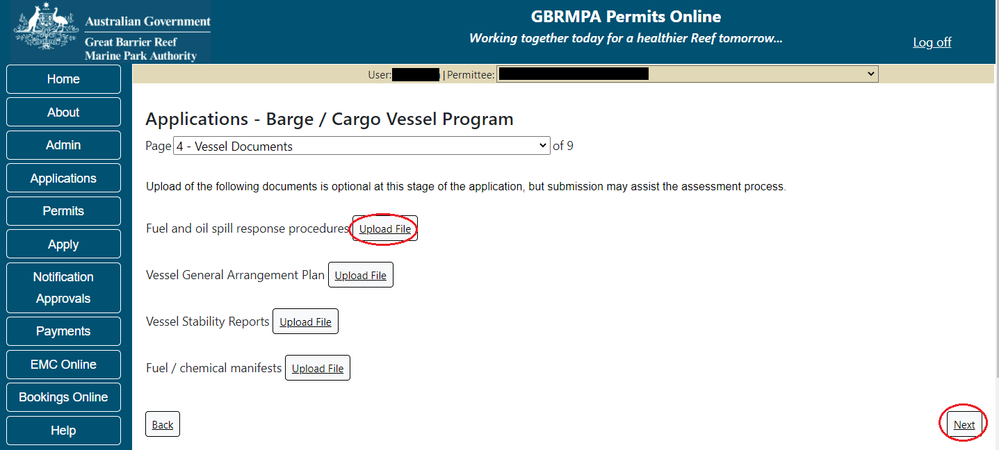 Australian Government
Great Barrier Reef
Marine Park Authority
GBRMPA Permits Online
Working together today for a healthier Reef tomorrow...
Log off
Home
About
Admin
Applications
Permits
Apply
Notification
Approvals
Payments
EMC Online
Bookings Online
Help
User: | Permittee:
Applications - Barge / Cargo Vessel Program
Page 4 - Vessel Documents of 9
Upload of the following documents is optional at this stage of the application, but submission may assist the assessment process.
Fuel and oil spill response procedures Upload File
Vessel General Arrangement Plan Upload File
Vessel Stability Reports Upload File
Fuel / chemical manifests Upload File
Back Next